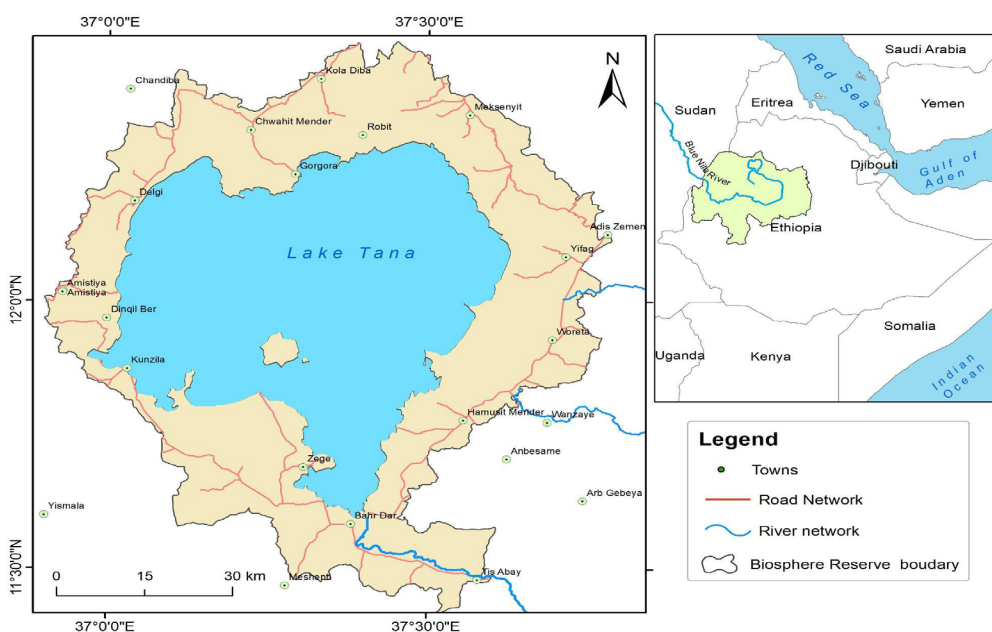 37°0'0"E
37°30'0"E
N
Chandiba
Kola Diba
Maksenyit
Chwahit Mender
Robit
Gorgora
Delgi
Adis Zemen
Lake Tana
Yifag
12°0'0"N
Amistiya
Amistiya
Dinqil Ber
Woreta
Kunzila
Hamusit Mender
Wanzaye
Zege
Anbesame
Arb Gebeya
Yismala
Bahr Dar
11°30'0"N
0
15
30 km
Meshenti
Tis Abay
37°0'0"E
37°30'0"E
Saudi Arabia
Red Sea
Sudan
Eritrea
Yemen
Blue Nile River
Djibouti
Gulf of
Aden
Ethiopia
Somalia
Uganda
Kenya
Indian
Ocean
Legend
Towns
Road Network
River network
Biosphere Reserve boudary